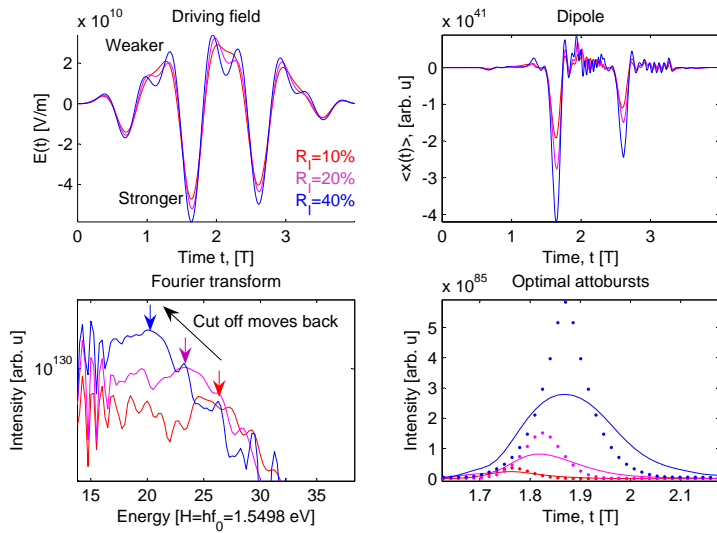 Driving field
x 10^10
Weaker
Stronger
R_I=10%
R_I=20%
R_I=40%
2
0
-2
-4
0 1 2 3
E(t) [V/m]
Time t, [T]
Dipole
x 10^41
0
-1
-2
-3
-4
0 1 2 3
<x(t)>, [arb. u]
Time, t [T]
Fourier transform
Cut off moves back
10^130
15 20 25 30 35
Intensity [arb. u]
Energy [H=hf_0=1.5498 eV]
Optimal attobursts
x 10^85
5
4
3
2
1
0
1.7 1.8 1.9 2 2.1
Intensity [arb. u]
Time, t [T]